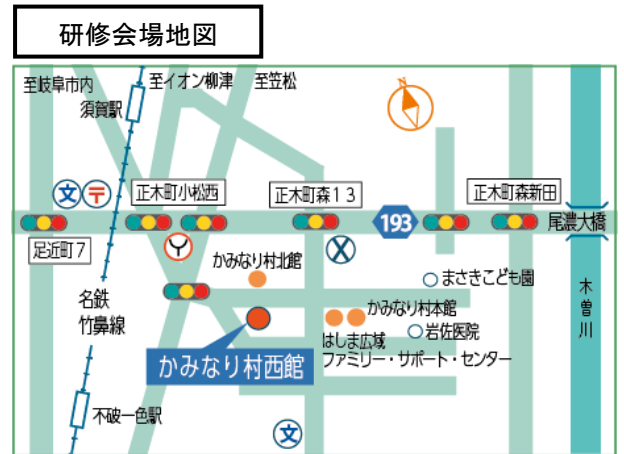 研修会場地図
至岐阜市内
至イオン柳津
至笠松
須賀駅
文
〒
正木町小松西
正木町森13
正木町森新田
193
尾濃大橋
足近町7
かみなり村北館
まさきこども園
名鉄
竹鼻線
かみなり村本館
木曽川
岩佐医院
はしま広域
ファミリー・サポート・センター
かみなり村西館
不破一色駅
文